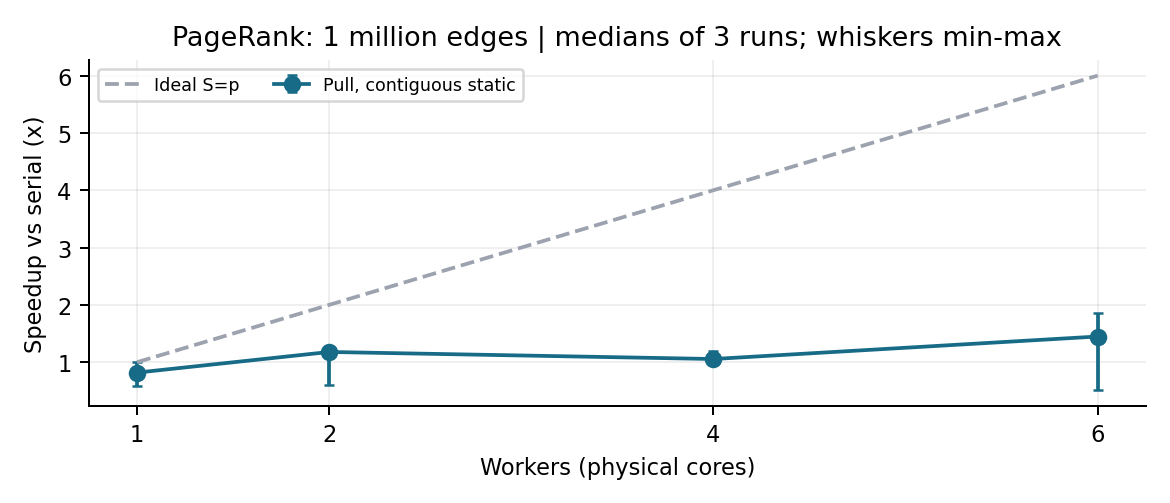 PageRank: 1 million edges | medians of 3 runs; whiskers min-max
Ideal S=p
Pull, contiguous static
Speedup vs serial (x)
6
5
4
3
2
1
1 2 4 6
Workers (physical cores)